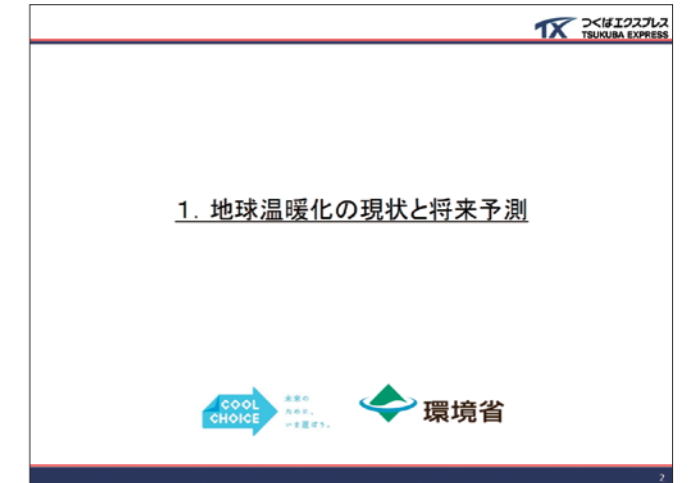 TX つくばエクスプレス
TSUKUBA EXPRESS
1. 地球温暖化の現状と将来予測
COOL
CHOICE
未来の
ために、
いま選ぼう。
環境省
2